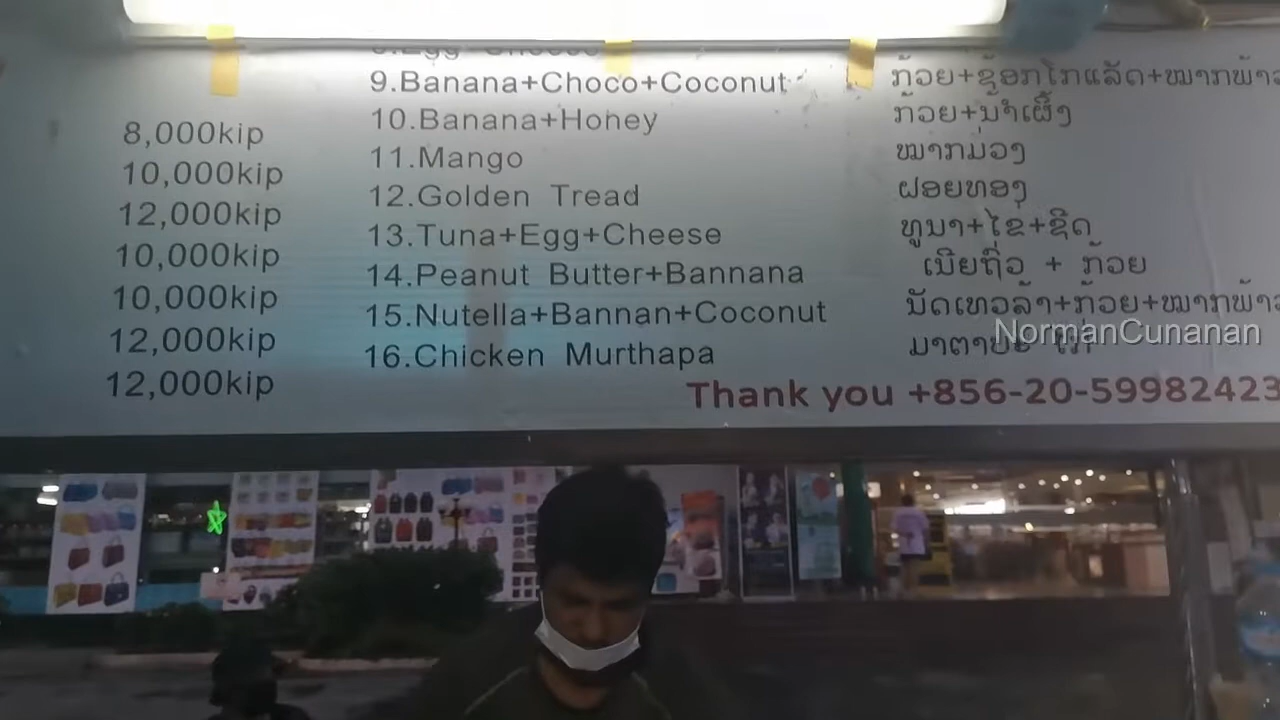 8,000kip
10,000kip
12,000kip
10,000kip
10,000kip
12,000kip
12,000kip
8.Egg Cheese
9.Banana+Choco+Coconut
10.Banana+Honey
11.Mango
12.Golden Tread
13.Tuna+Egg+Cheese
14.Peanut Butter+Bannana
15.Nutella+Bannan+Coconut
16.Chicken Murthapa
ກ້ວຍ+ຊ໊ອກໂກແລັດ+ໝາກພ້າວ
ກ້ວຍ+ນ້ຳເຜີ້ງ
ໝາກມ່ວງ
ຝອຍທອງ
ທູນາ+ໄຂ່+ຊີດ
ເນີຍຖົ່ວ + ກ້ວຍ
ນັດເທວລ້າ+ກ້ວຍ+ໝາກພ້າວ
NormanCunanan
Thank you +856-20-59982423